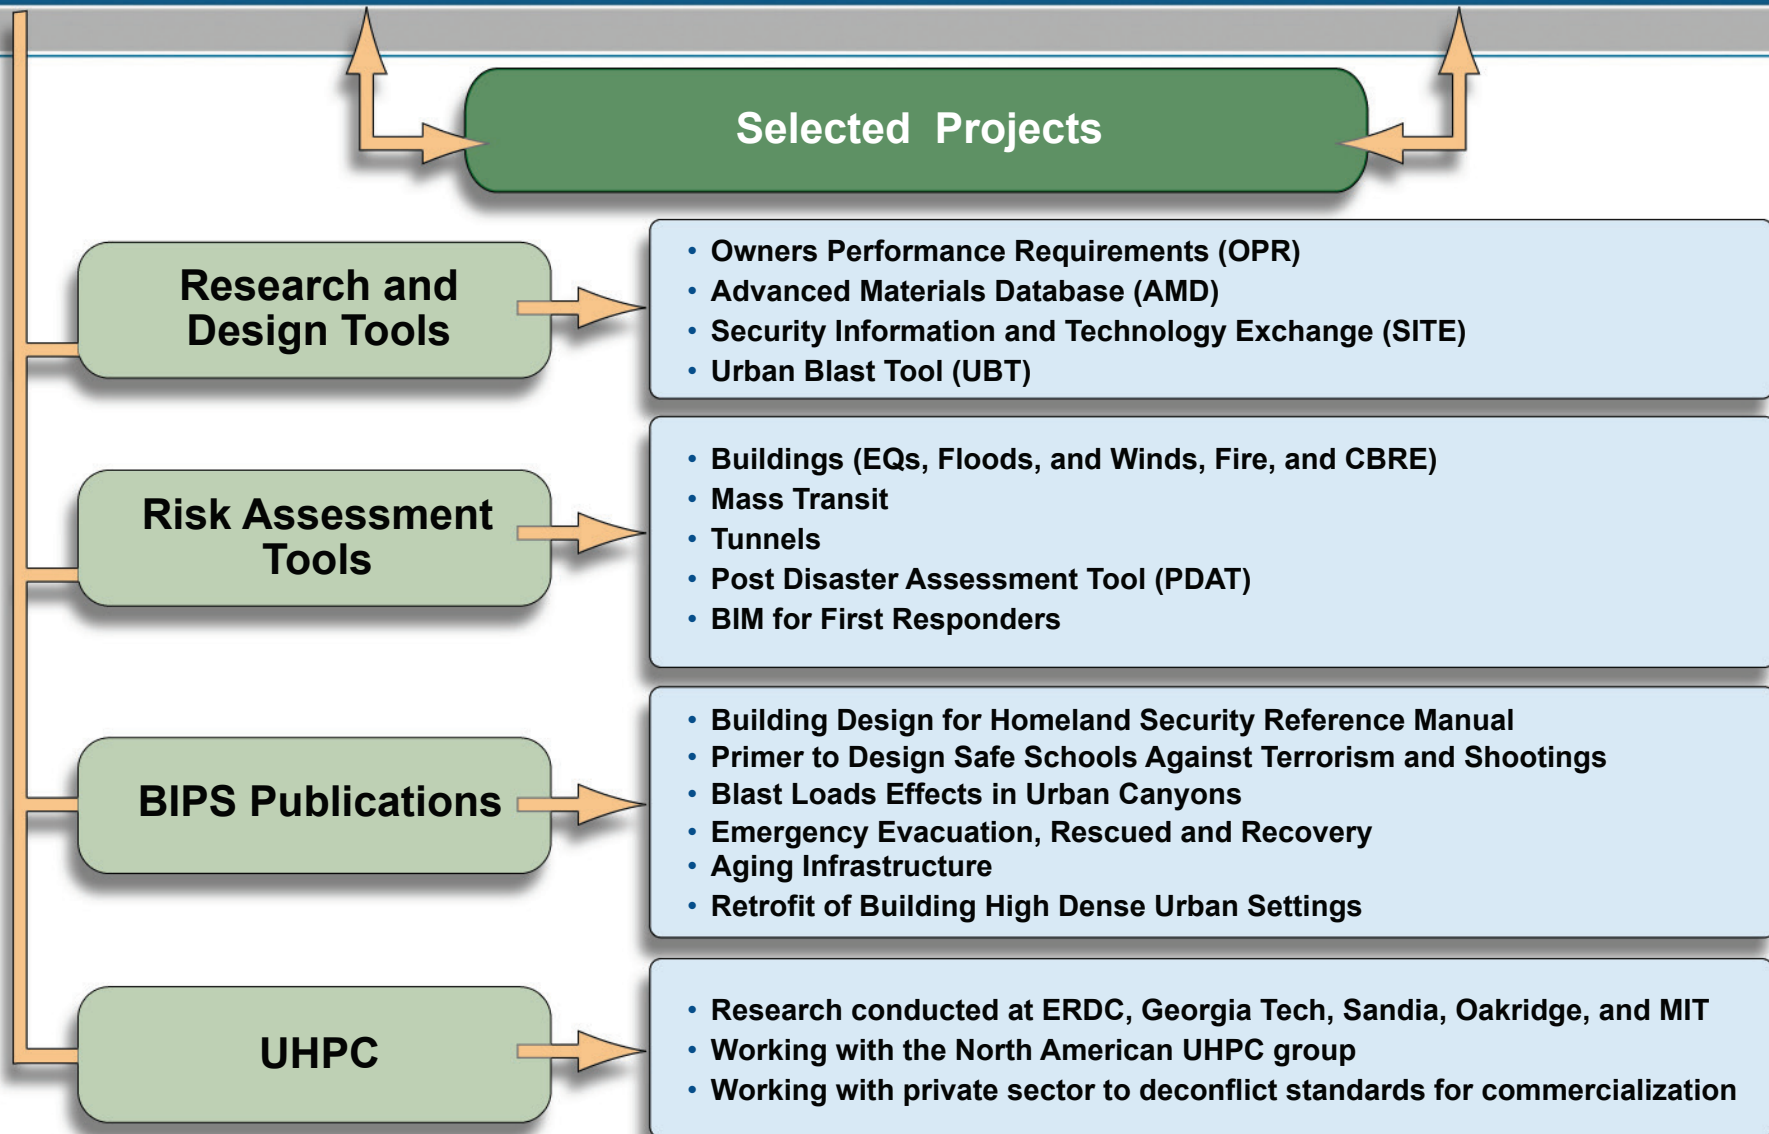 Selected Projects
Research and
Design Tools
• Owners Performance Requirements (OPR)
• Advanced Materials Database (AMD)
• Security Information and Technology Exchange (SITE)
• Urban Blast Tool (UBT)
Risk Assessment
Tools
• Buildings (EQs, Floods, and Winds, Fire, and CBRE)
• Mass Transit
• Tunnels
• Post Disaster Assessment Tool (PDAT)
• BIM for First Responders
BIPS Publications
• Building Design for Homeland Security Reference Manual
• Primer to Design Safe Schools Against Terrorism and Shootings
• Blast Loads Effects in Urban Canyons
• Emergency Evacuation, Rescued and Recovery
• Aging Infrastructure
• Retrofit of Building High Dense Urban Settings
UHPC
• Research conducted at ERDC, Georgia Tech, Sandia, Oakridge, and MIT
• Working with the North American UHPC group
• Working with private sector to deconflict standards for commercialization